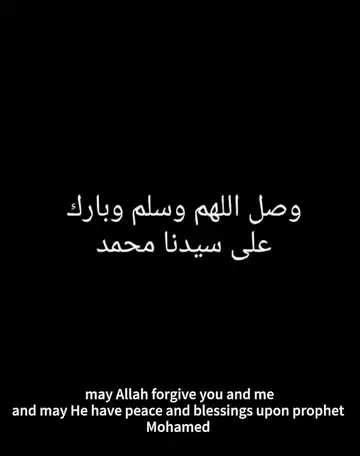 وصل اللهم وسلم وبارك
على سيدنا محمد
may Allah forgive you and me
and may He have peace and blessings upon prophet
Mohamed